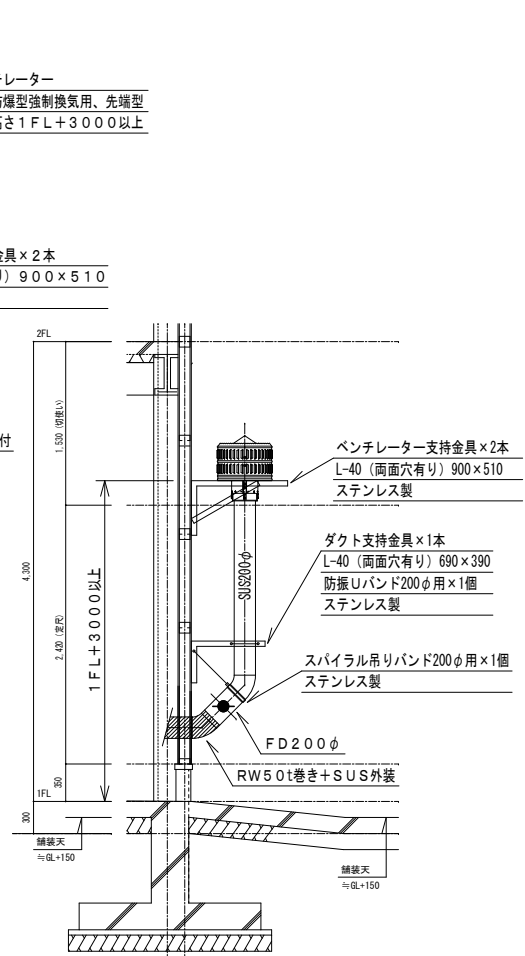 チレーター
防爆型強制換気用、先端型
高さ1FL+3000以上
金具×2本
り）900×510
付
2FL
1,530（切使い）
4,300
2,420（定尺）
1FL+3000以上
350
1FL
300
SUS200φ
ベンチレーター支持金具×2本
L-40（両面穴有り）900×510
ステンレス製
ダクト支持金具×1本
L-40（両面穴有り）690×390
防振Uバンド200φ用×1個
ステンレス製
スパイラル吊りバンド200φ用×1個
ステンレス製
FD200φ
RW50t巻き+SUS外装
舗装天
≒GL+150
舗装天
≒GL+150